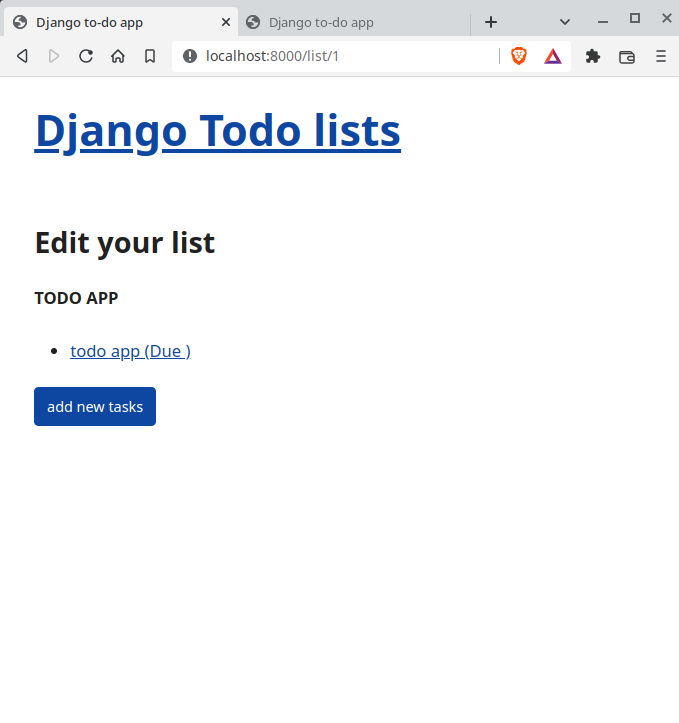 Django to-do app
Django to-do app
localhost:8000/list/1
Django Todo lists
Edit your list
TODO APP
todo app (Due )
add new tasks